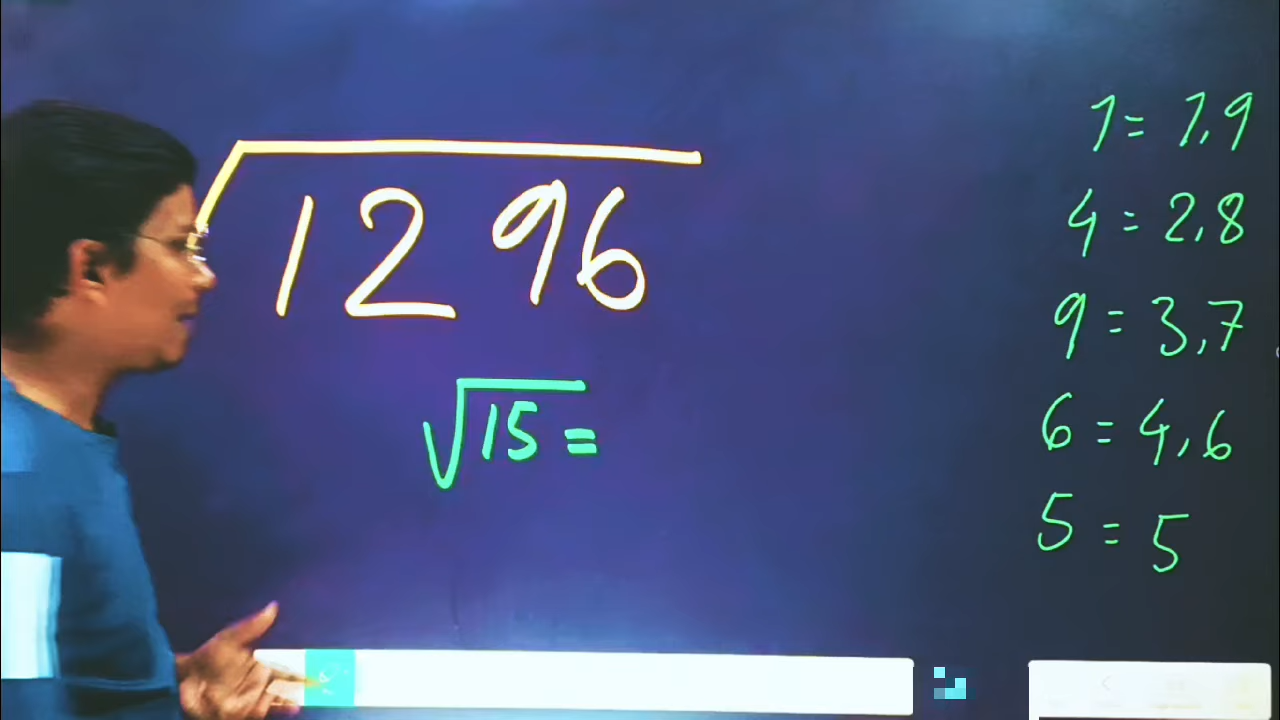 √1296
√15 =
1 = 1,9
4 = 2,8
9 = 3,7
6 = 4,6
5 = 5